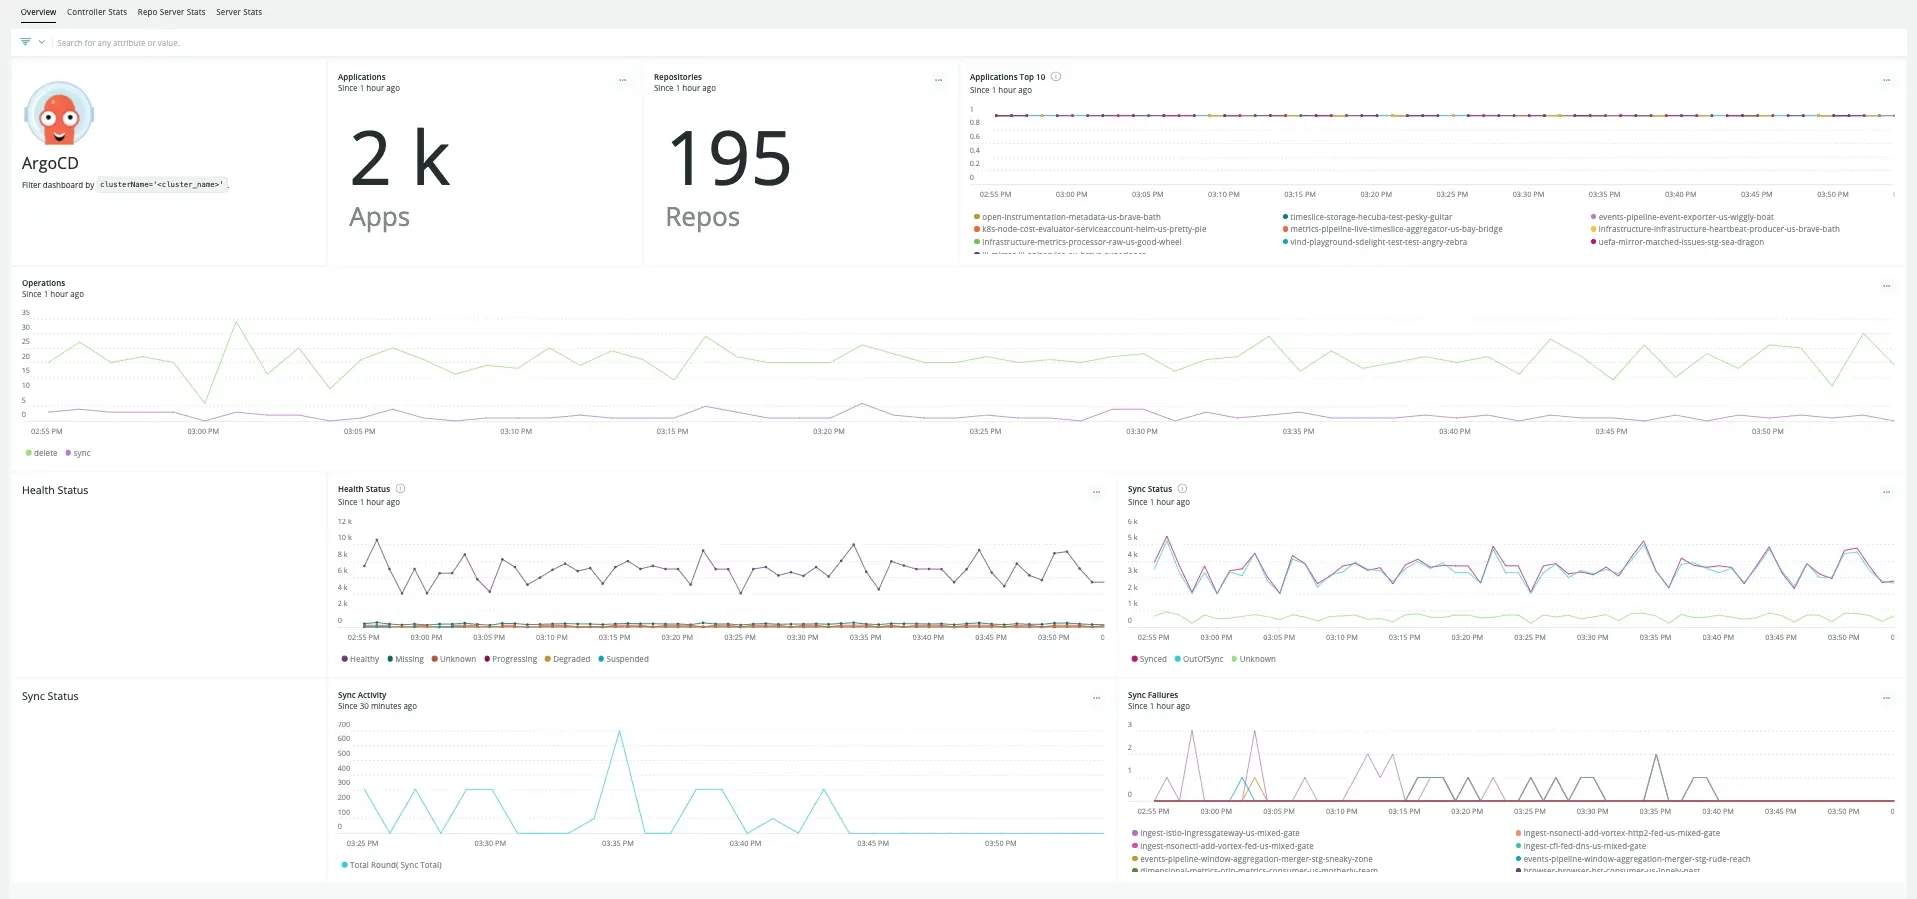 Overview Controller Stats Repo Server Stats Server Stats
Search for any attribute or value.
ArgoCD
Filter dashboard by clusterName='<cluster_name>' .
Applications
Since 1 hour ago
2 k
Apps
Repositories
Since 1 hour ago
195
Repos
Applications Top 10
Since 1 hour ago
1
0.8
0.6
0.4
0.2
0
02:55 PM 03:00 PM 03:05 PM 03:10 PM 03:15 PM 03:20 PM 03:25 PM 03:30 PM 03:35 PM 03:40 PM 03:45 PM 03:50 PM
open-instrumentation-metadata-us-brave-bath timeslice-storage-hecuba-test-pesky-guitar events-pipeline-event-exporter-us-wiggly-boat
k8s-node-cost-evaluator-serviceaccount-helm-us-pretty-pie metrics-pipeline-live-timeslice-aggregator-us-bay-bridge infrastructure-infrastructure-heartbeat-producer-us-brave-bath
infrastructure-metrics-processor-raw-us-good-wheel vind-playground-sdelight-test-test-angry-zebra uefa-mirror-matched-issues-stg-sea-dragon
Operations
Since 1 hour ago
35
30
25
20
15
10
5
0
02:55 PM 03:00 PM 03:05 PM 03:10 PM 03:15 PM 03:20 PM 03:25 PM 03:30 PM 03:35 PM 03:40 PM 03:45 PM 03:50 PM
delete sync
Health Status
Health Status
Since 1 hour ago
12 k
10 k
8 k
6 k
4 k
2 k
0
02:55 PM 03:00 PM 03:05 PM 03:10 PM 03:15 PM 03:20 PM 03:25 PM 03:30 PM 03:35 PM 03:40 PM 03:45 PM 03:50 PM 0
Healthy Missing Unknown Progressing Degraded Suspended
Sync Status
Since 1 hour ago
6 k
5 k
4 k
3 k
2 k
1 k
0
02:55 PM 03:00 PM 03:05 PM 03:10 PM 03:15 PM 03:20 PM 03:25 PM 03:30 PM 03:35 PM 03:40 PM 03:45 PM 03:50 PM 0
Synced OutOfSync Unknown
Sync Status
Sync Activity
Since 30 minutes ago
700
600
500
400
300
200
100
0
03:25 PM 03:30 PM 03:35 PM 03:40 PM 03:45 PM 03:50 PM
Total Round( Sync Total)
Sync Failures
Since 1 hour ago
3
2
1
0
02:55 PM 03:00 PM 03:05 PM 03:10 PM 03:15 PM 03:20 PM 03:25 PM 03:30 PM 03:35 PM 03:40 PM 03:45 PM 03:50 PM 0
ingest-istio-ingressgateway-us-mixed-gate ingest-nsonectl-add-vortex-http2-fed-us-mixed-gate
ingest-nsonectl-add-vortex-fed-us-mixed-gate ingest-cfl-fed-dns-us-mixed-gate
events-pipeline-window-aggregation-merger-stg-sneaky-zone events-pipeline-window-aggregation-merger-stg-rude-reach
dimensional-metrics-otlp-metrics-consumer-us-motherly-team browser-browser-hst-consumer-us-lonely-nest